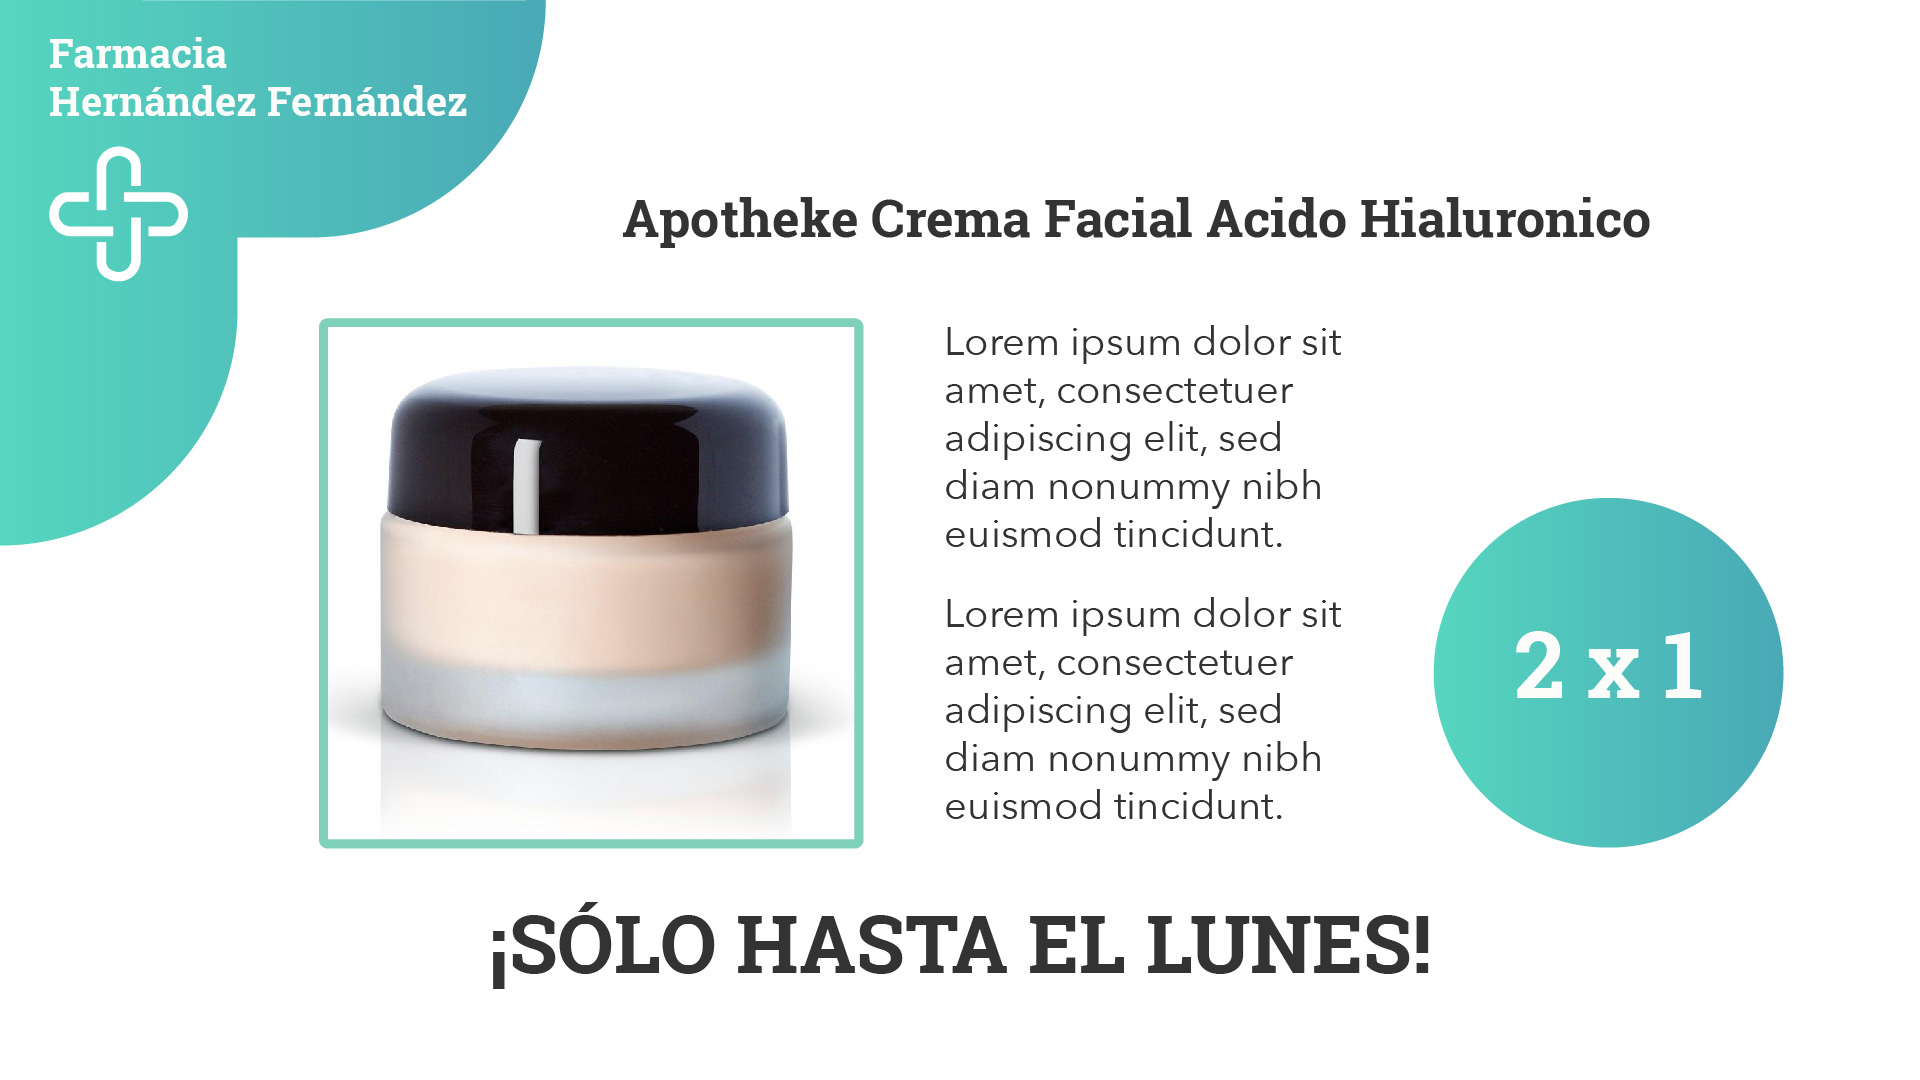 Farmacia
Hernández Fernández
Apotheke Crema Facial Acido Hialuronico
Lorem ipsum dolor sit
amet, consectetuer
adipiscing elit, sed
diam nonummy nibh
euismod tincidunt.
Lorem ipsum dolor sit
amet, consectetuer
adipiscing elit, sed
diam nonummy nibh
euismod tincidunt.
2 x 1
¡SÓLO HASTA EL LUNES!